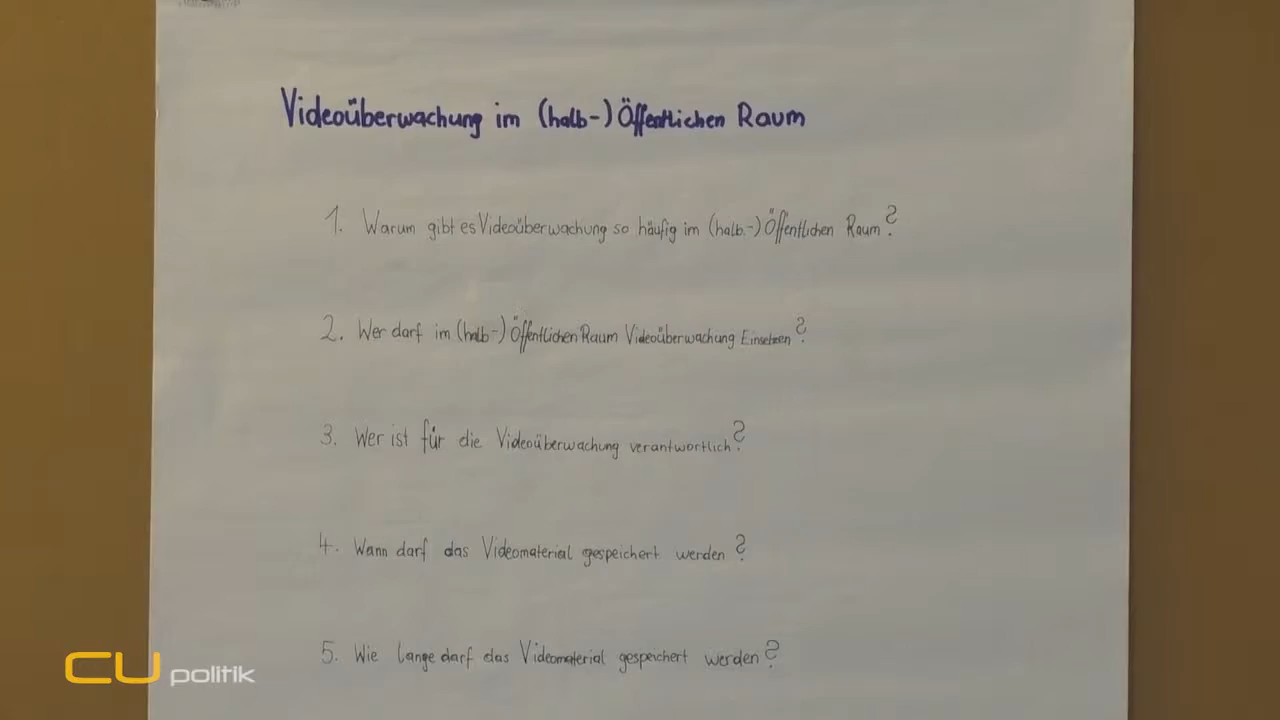 Videoüberwachung im (halb-) Öffentlichen Raum
1. Warum gibt es Videoüberwachung so häufig im (halb-) Öffentlichen Raum?
2. Wer darf im (halb-) Öffentlichen Raum Videoüberwachung Einsetzen?
3. Wer ist für die Videoüberwachung verantwortlich?
4. Wann darf das Videomaterial gespeichert werden?
5. Wie lange darf das Videomaterial gespeichert werden?
CU politik